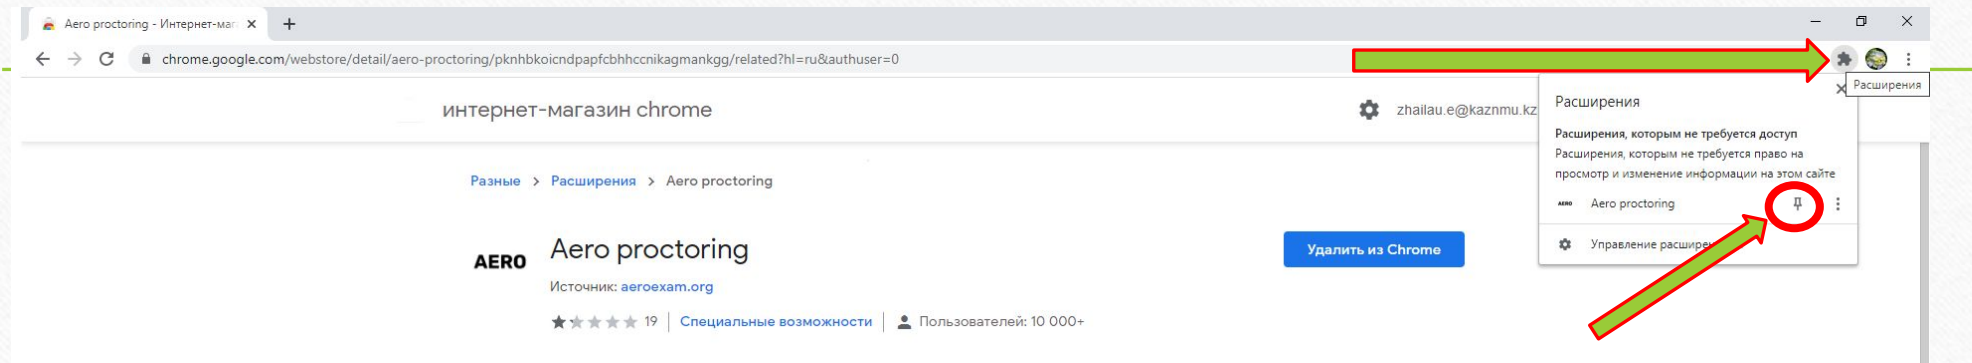 Aero proctoring - Интернет-маг
chrome.google.com/webstore/detail/aero-proctoring/pknhbkoicndpapfcbhhccnikagmankgg/related?hl=ru&authuser=0
Расширения
интернет-магазин chrome
zhailau.e@kaznmu.kz
Расширения
Расширения, которым не требуется доступ
Расширения, которым не требуется право на
просмотр и изменение информации на этом сайте
AERO Aero proctoring
Управление
Разные > Расширения > Aero proctoring
AERO
Aero proctoring
Источник: aeroexam.org
19 Специальные возможности Пользователей: 10 000+
Удалить из Chrome